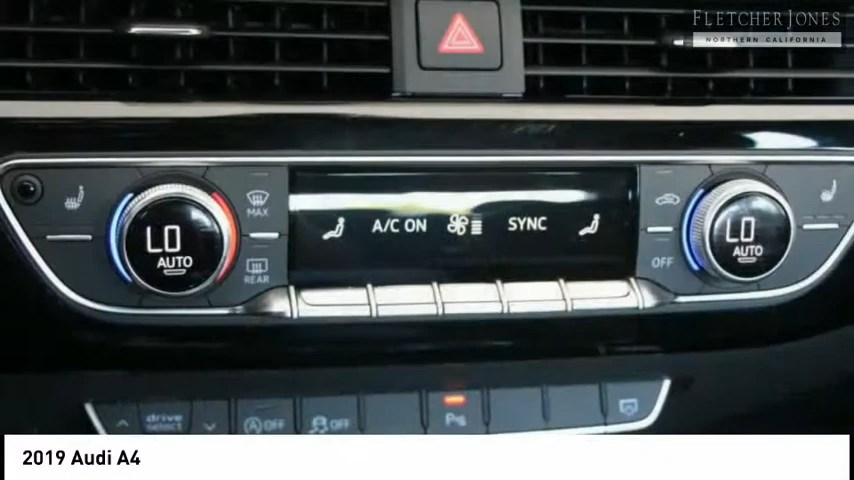 FLETCHER JONES
NORTHERN CALIFORNIA
MAX
LO
AUTO
A/C ON
SYNC
LO
AUTO
REAR
OFF
drive select
OFF
OFF
P
2019 Audi A4